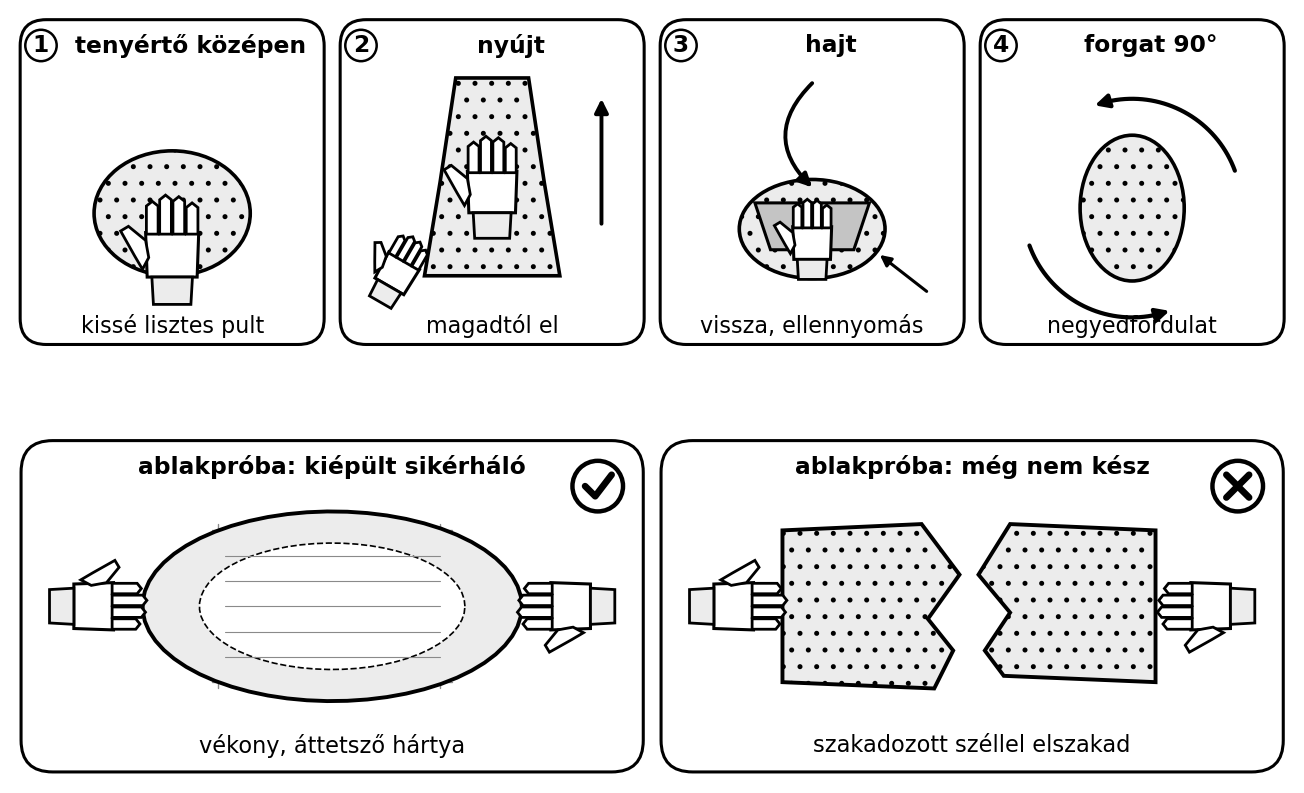 1 tenyértő középen
kissé lisztes pult
2 nyújt
magadtól el
3 hajt
vissza, ellennyomás
4 forgat 90°
negyedfordulat
ablakpróba: kiépült sikérháló
vékony, áttetsző hártya
ablakpróba: még nem kész
szakadozott széllel elszakad